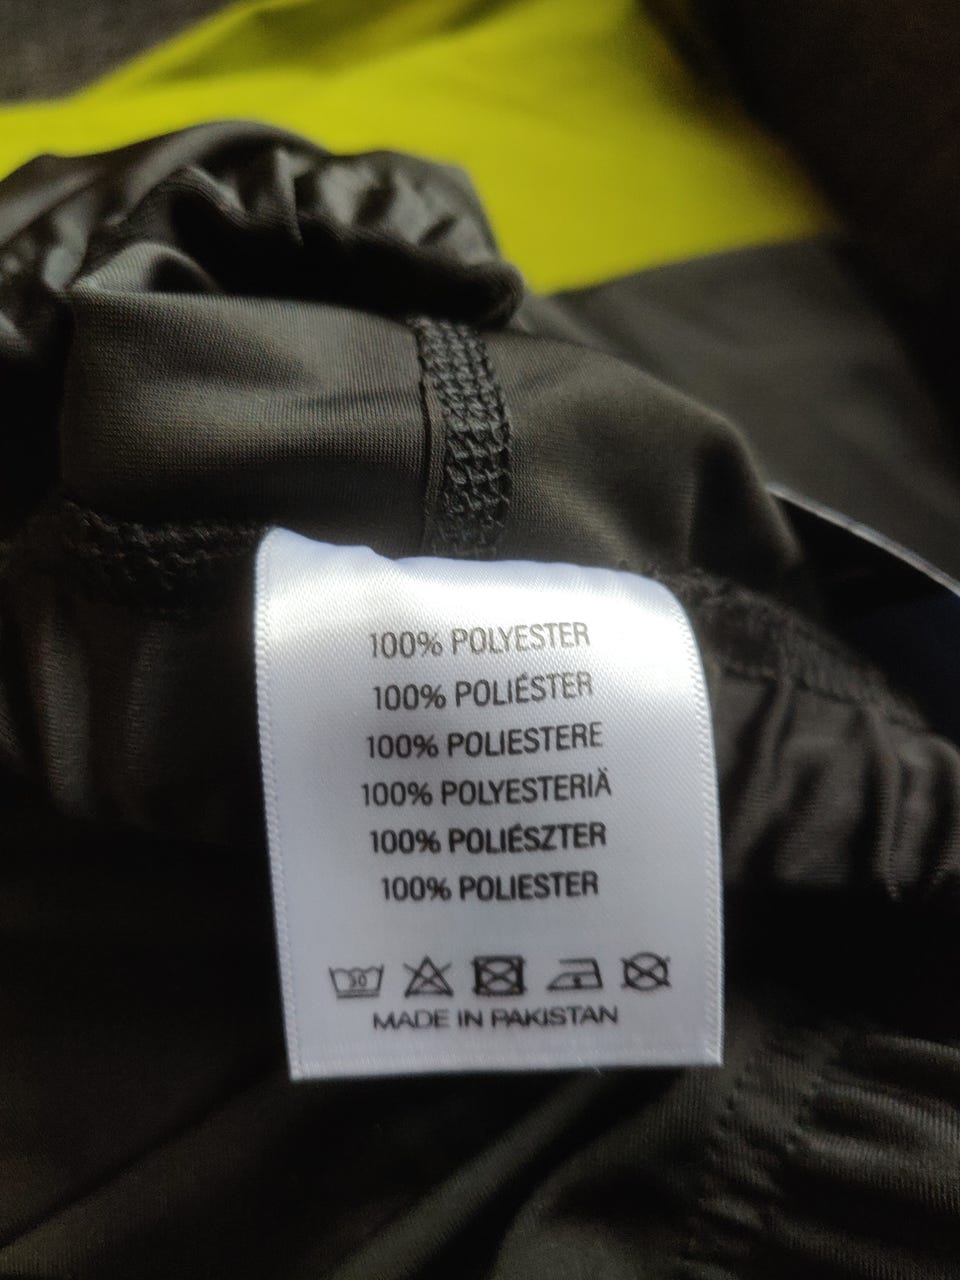 100% POLYESTER
100% POLIÉSTER
100% POLIESTERE
100% POLYESTERIÄ
100% POLIÉSZTER
100% POLIESTER
30
MADE IN PAKISTAN